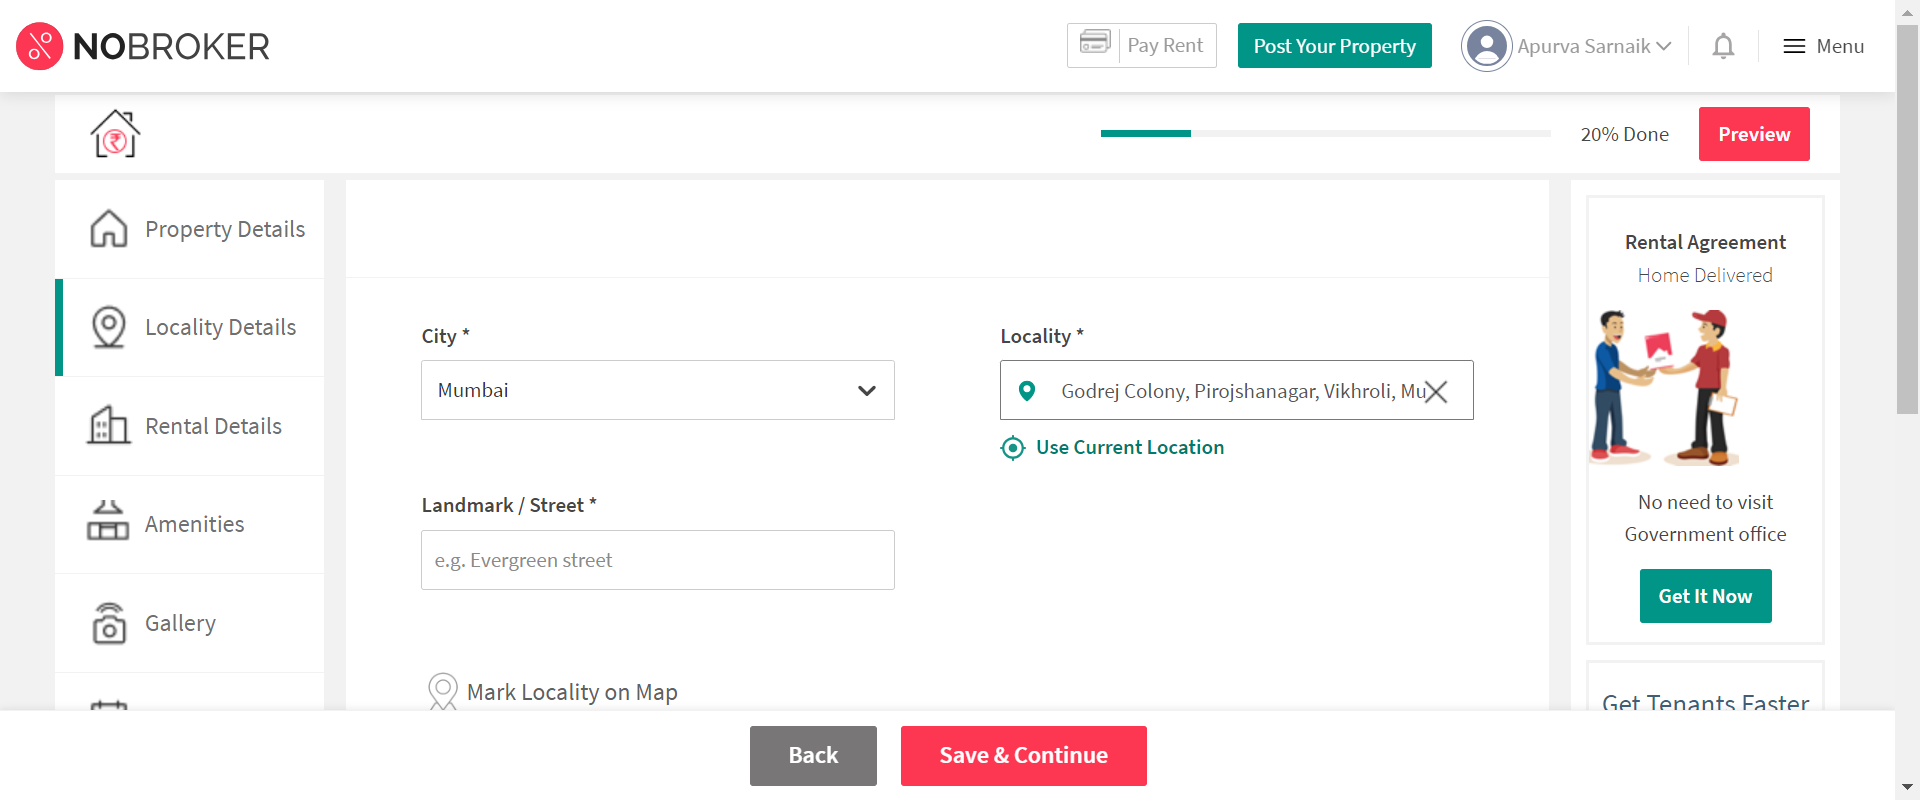 NOBROKER
Pay Rent
Post Your Property
Apurva Sarnaik
Menu
20% Done
Preview
Property Details
Locality Details
Rental Details
Amenities
Gallery
City *
Mumbai
Locality *
Godrej Colony, Pirojshanagar, Vikhroli, Mu
Use Current Location
Landmark / Street *
e.g. Evergreen street
Mark Locality on Map
Rental Agreement
Home Delivered
No need to visit
Government office
Get It Now
Get Tenants Faster
Back
Save & Continue